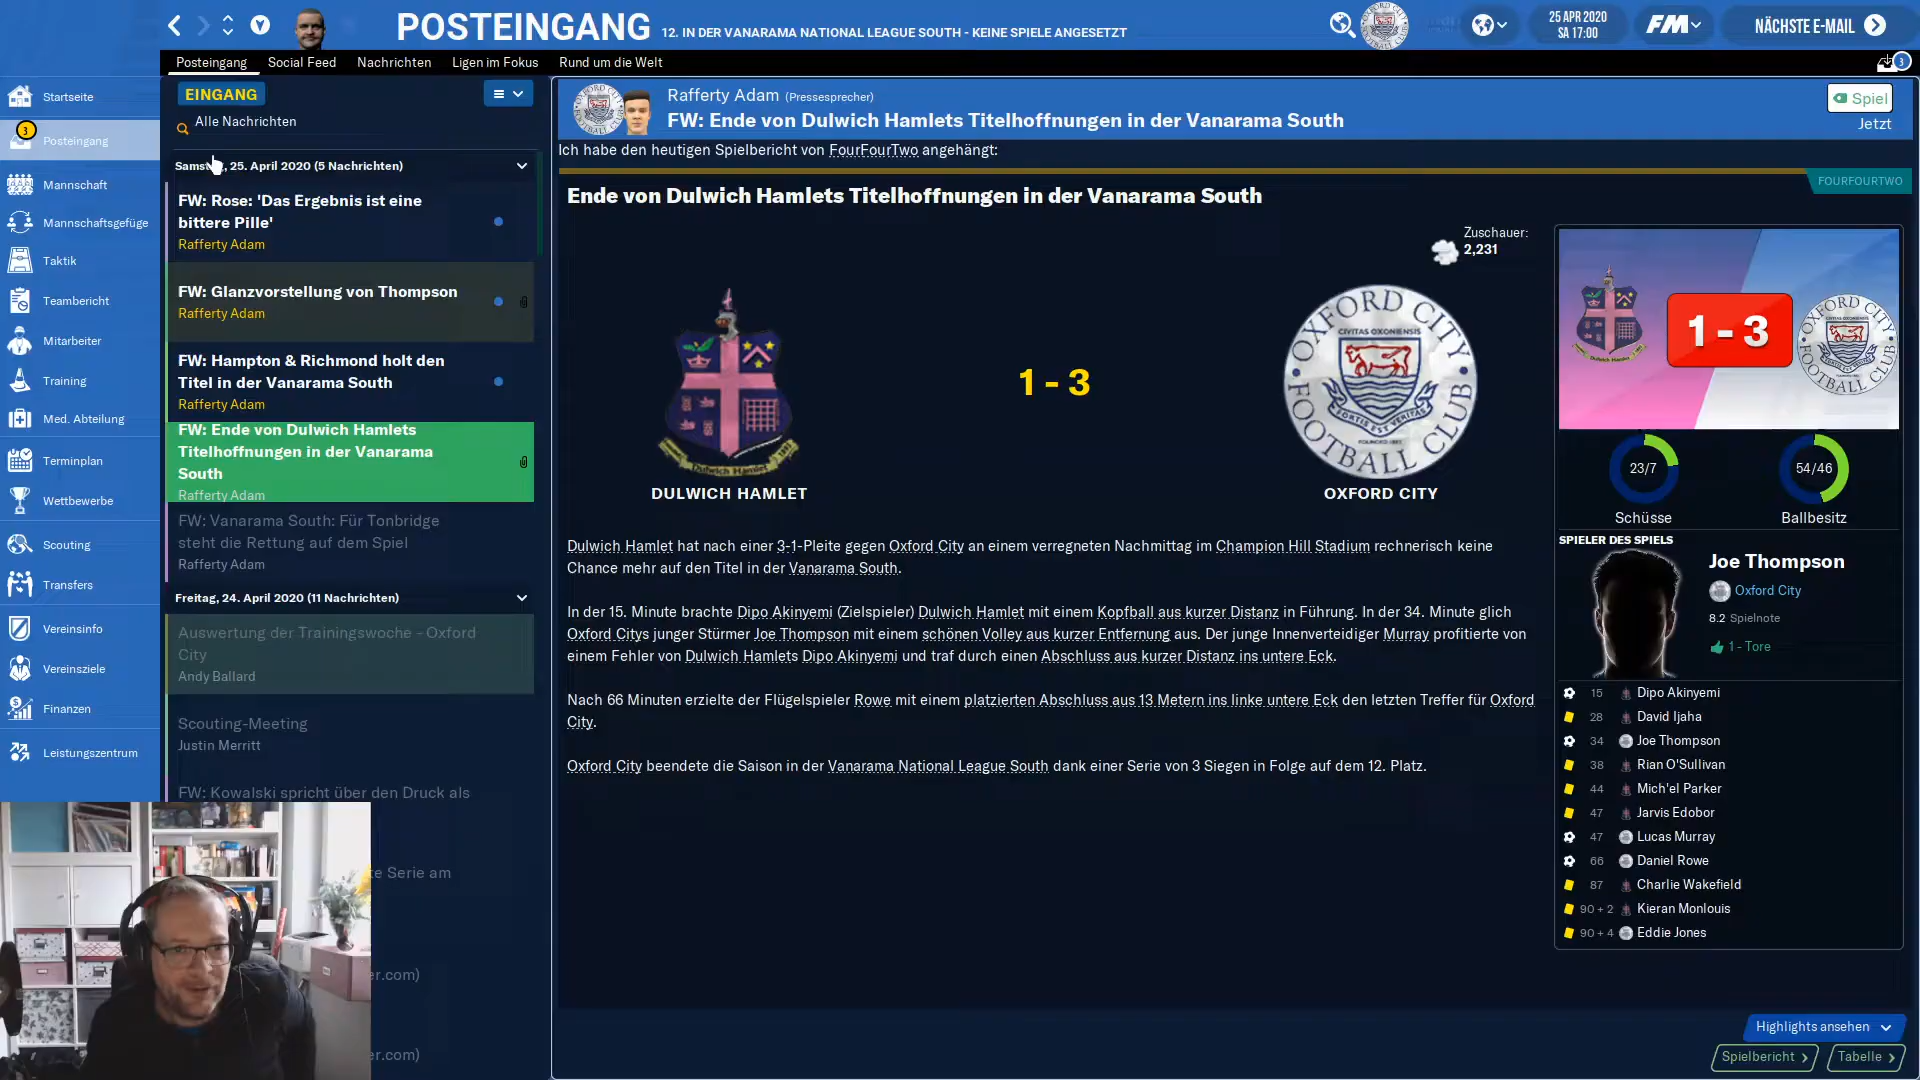 POSTEINGANG
12. IN DER VANARAMA NATIONAL LEAGUE SOUTH - KEINE SPIELE ANGESETZT
25 APR 2020
SA 17:00
FM
NÄCHSTE E-MAIL
Posteingang
Social Feed
Nachrichten
Ligen im Fokus
Rund um die Welt
3
Startseite
3
Posteingang
Mannschaft
Mannschaftsgefüge
Taktik
Teambericht
Mitarbeiter
Training
Med. Abteilung
Terminplan
Wettbewerbe
Scouting
Transfers
Vereinsinfo
Vereinsziele
Finanzen
Leistungszentrum
EINGANG
Alle Nachrichten
25. April 2020 (5 Nachrichten)
FW: Rose: 'Das Ergebnis ist eine
bittere Pille'
Rafferty Adam
FW: Glanzvorstellung von Thompson
Rafferty Adam
FW: Hampton & Richmond holt den
Titel in der Vanarama South
Rafferty Adam
FW: Ende von Dulwich Hamlets
Titelhoffnungen in der Vanarama
South
Rafferty Adam
FW: Vanarama South: Für Tonbridge
steht die Rettung auf dem Spiel
Rafferty Adam
Freitag, 24. April 2020 (11 Nachrichten)
Auswertung der Trainingswoche - Oxford
City
Andy Ballard
Scouting-Meeting
Justin Merritt
FW: Kowalski spricht über den Druck als
Serie am
Rafferty Adam (Pressesprecher)
FW: Ende von Dulwich Hamlets Titelhoffnungen in der Vanarama South
Spiel
Jetzt
Ich habe den heutigen Spielbericht von FourFourTwo angehängt:
FOURFOURTWO
Ende von Dulwich Hamlets Titelhoffnungen in der Vanarama South
Zuschauer:
2,231
1 - 3
DULWICH HAMLET
OXFORD CITY
Dulwich Hamlet hat nach einer 3-1-Pleite gegen Oxford City an einem verregneten Nachmittag im Champion Hill Stadium rechnerisch keine
Chance mehr auf den Titel in der Vanarama South.
In der 15. Minute brachte Dipo Akinyemi (Zielspieler) Dulwich Hamlet mit einem Kopfball aus kurzer Distanz in Führung. In der 34. Minute glich
Oxford Citys junger Stürmer Joe Thompson mit einem schönen Volley aus kurzer Entfernung aus. Der junge Innenverteidiger Murray profitierte von
einem Fehler von Dulwich Hamlets Dipo Akinyemi und traf durch einen Abschluss aus kurzer Distanz ins untere Eck.
Nach 66 Minuten erzielte der Flügelspieler Rowe mit einem platzierten Abschluss aus 13 Metern ins linke untere Eck den letzten Treffer für Oxford
City.
Oxford City beendete die Saison in der Vanarama National League South dank einer Serie von 3 Siegen in Folge auf dem 12. Platz.
1 - 3
23/7
Schüsse
54/46
Ballbesitz
SPIELER DES SPIELS
Joe Thompson
Oxford City
8.2 Spielnote
1 - Tore
15 Dipo Akinyemi
28 David Ijaha
34 Joe Thompson
38 Rian O'Sullivan
44 Mich'el Parker
47 Jarvis Edobor
47 Lucas Murray
66 Daniel Rowe
87 Charlie Wakefield
90 + 2 Kieran Monlouis
90 + 4 Eddie Jones
Highlights ansehen
Spielbericht
Tabelle